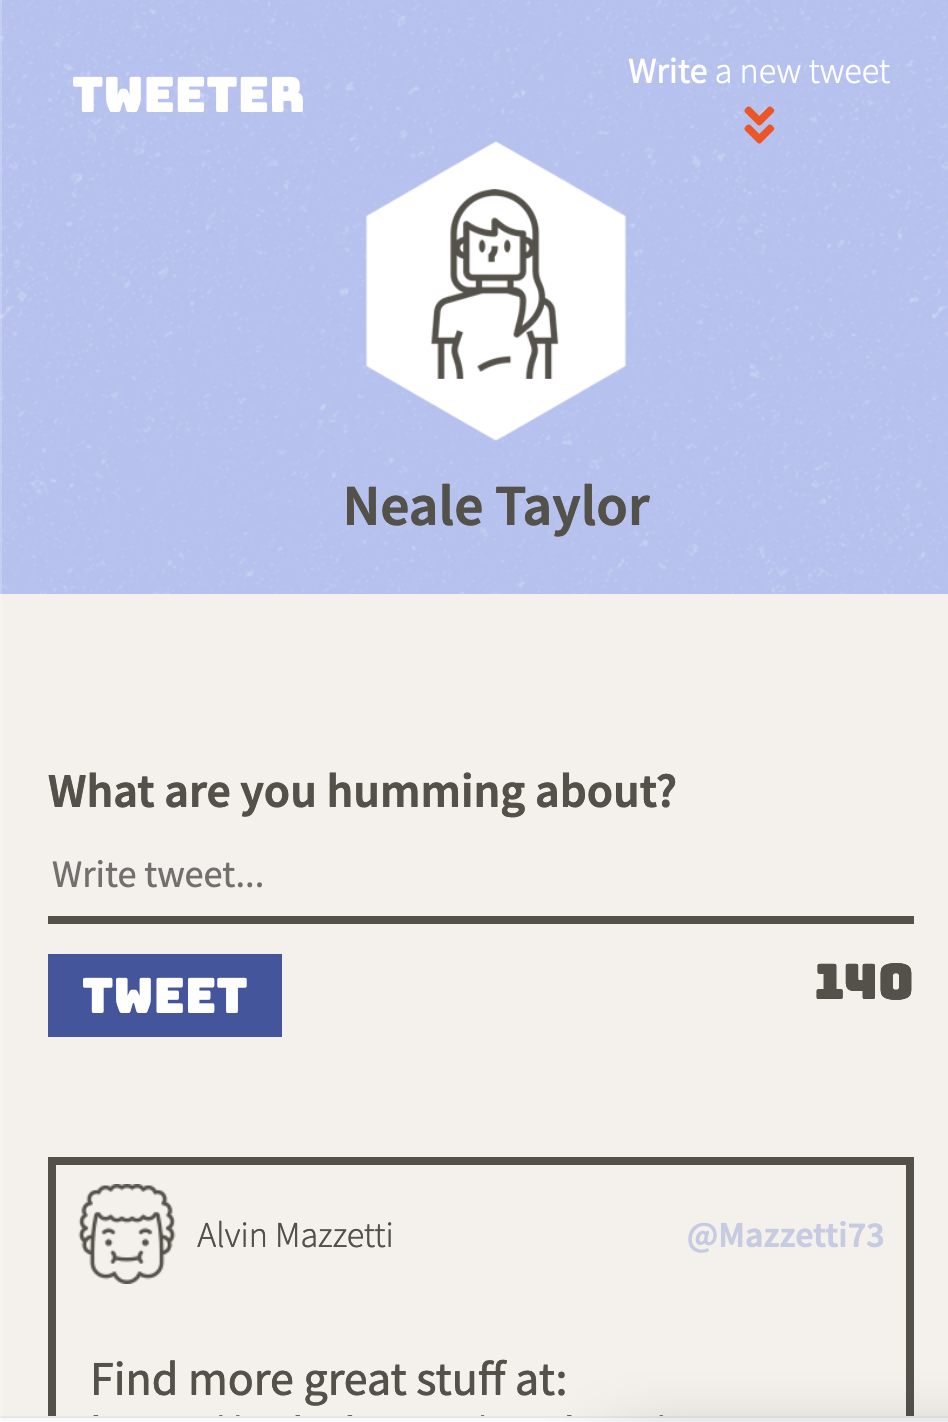 TWEETER
Write a new tweet
Neale Taylor
What are you humming about?
Write tweet...
TWEET
140
Alvin Mazzetti
@Mazzetti73
Find more great stuff at: